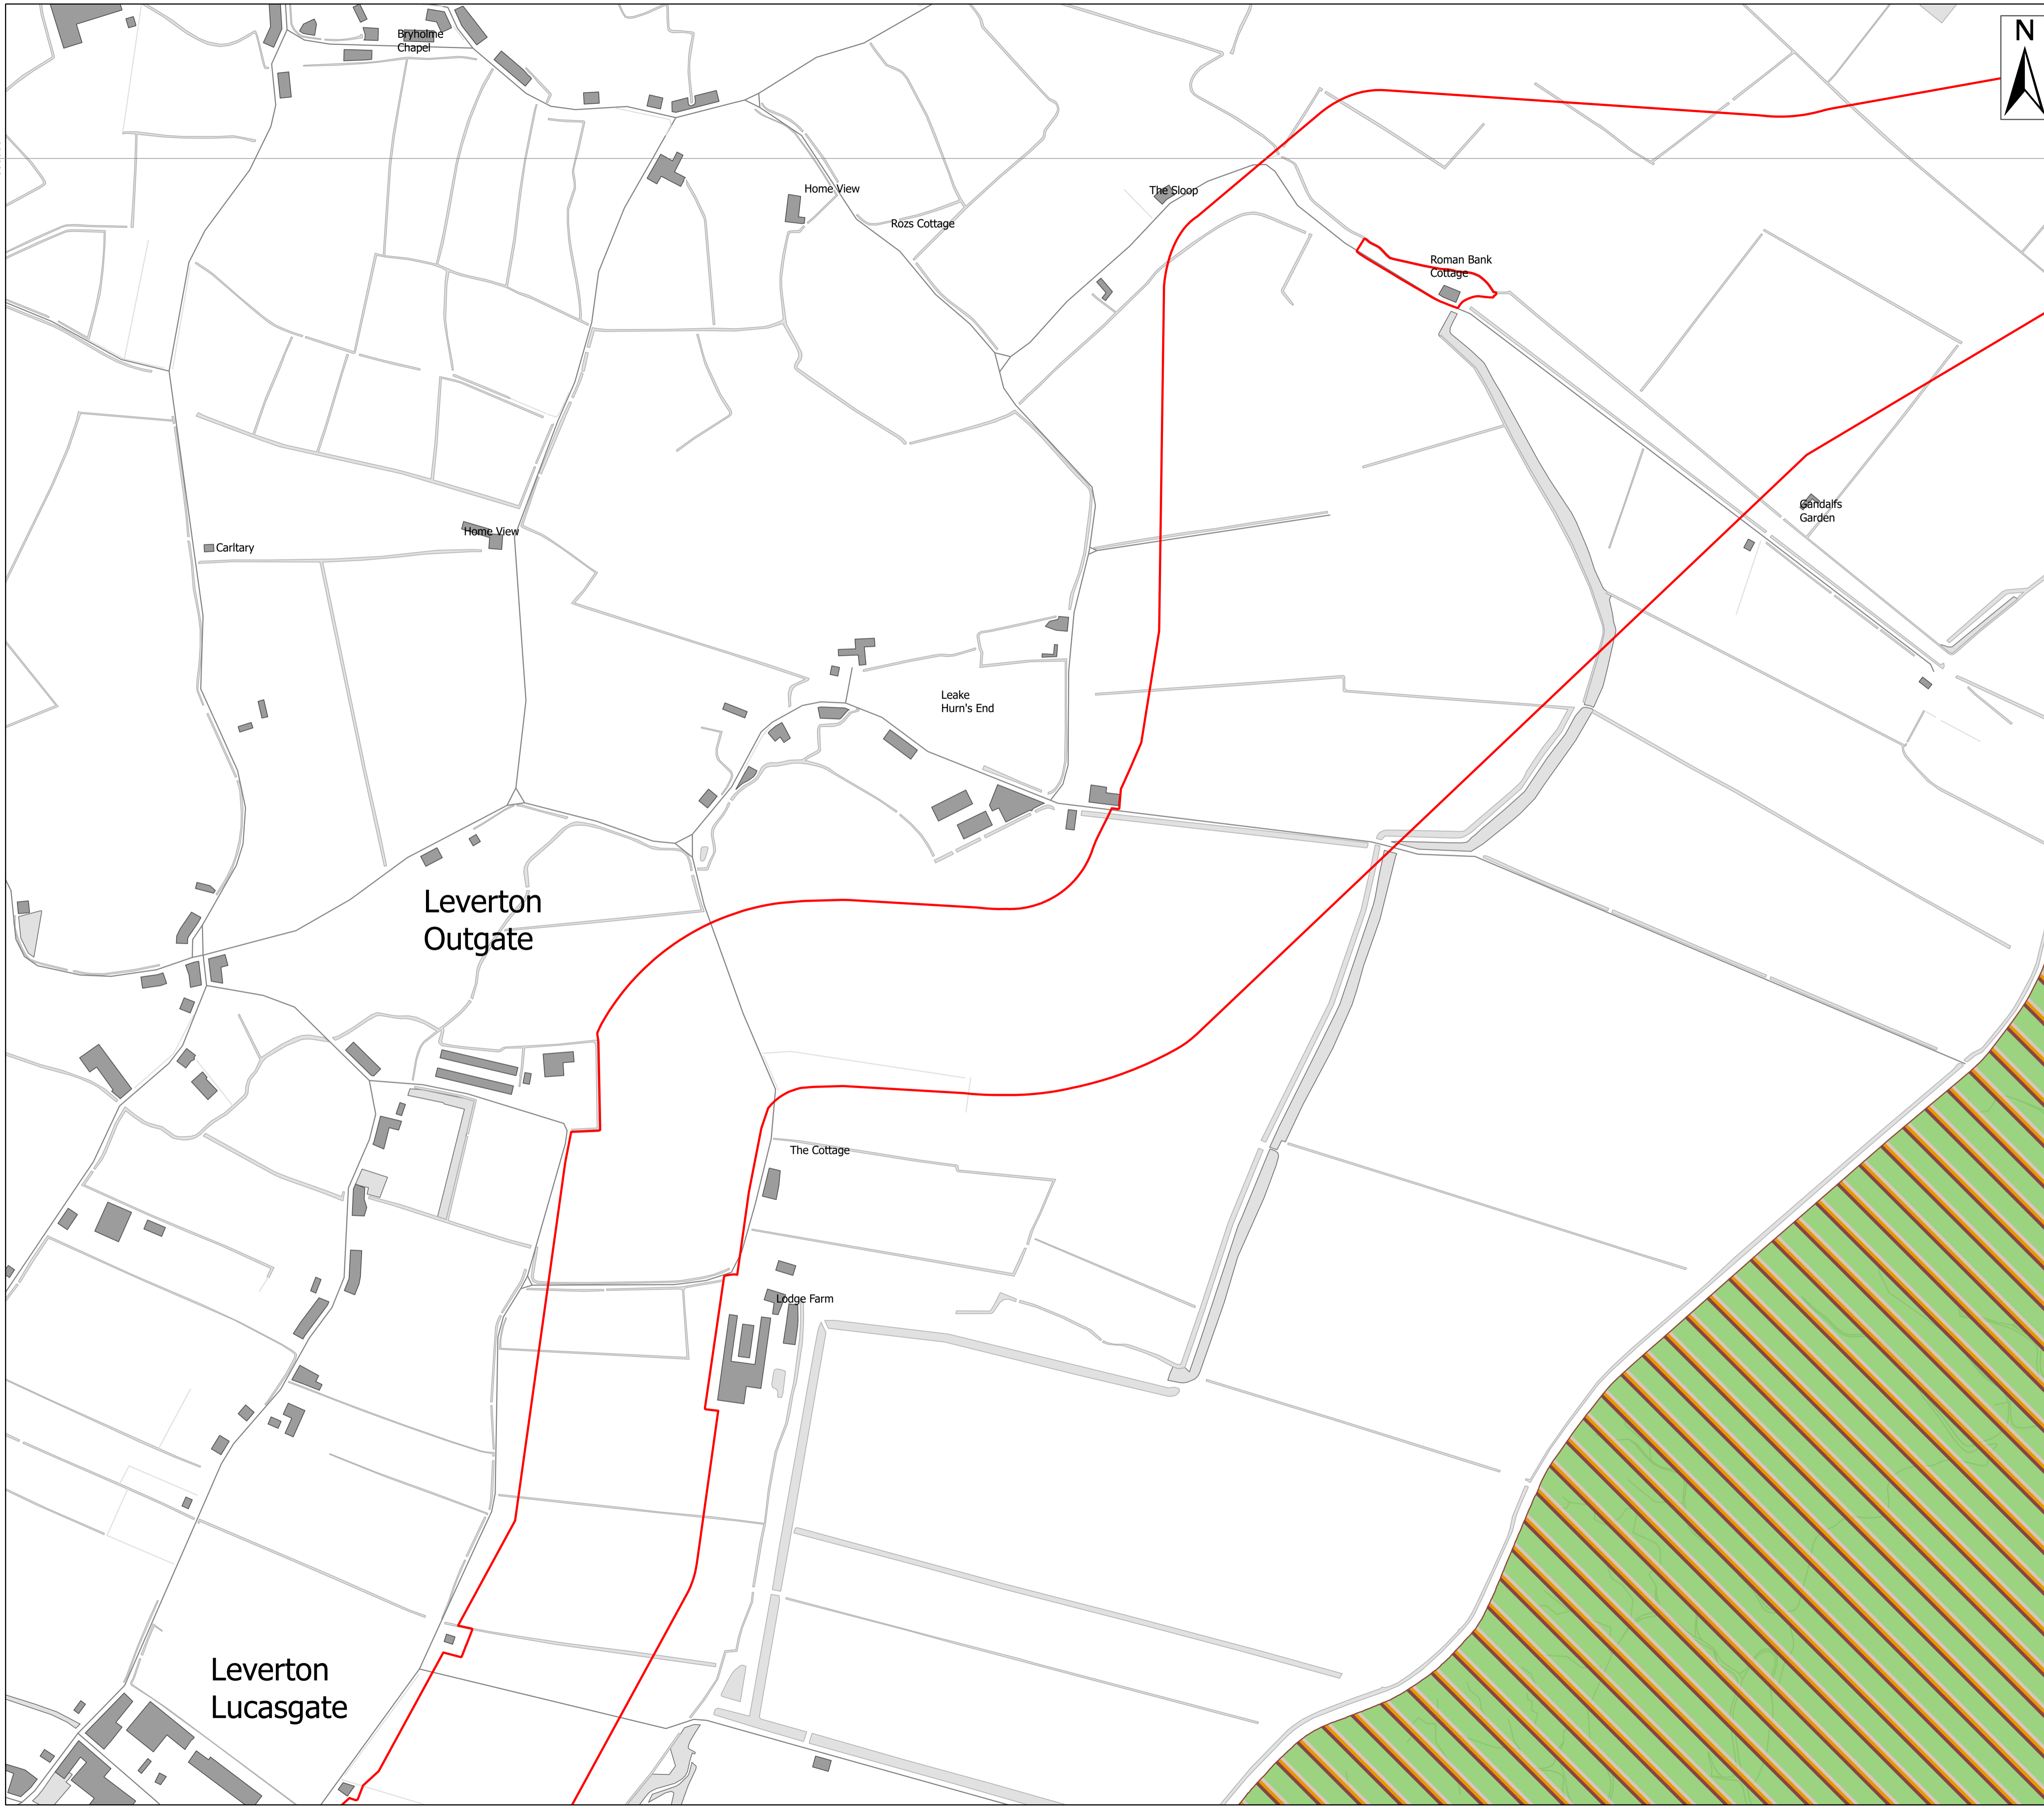 Bryholme
Chapel
N
Home View
The Sloop
Rozs Cottage
Roman Bank
Cottage
Gandalfs
Garden
Home View
Carltary
Leake
Hurn's End
Leverton
Outgate
The Cottage
Lodge Farm
Leverton
Lucasgate